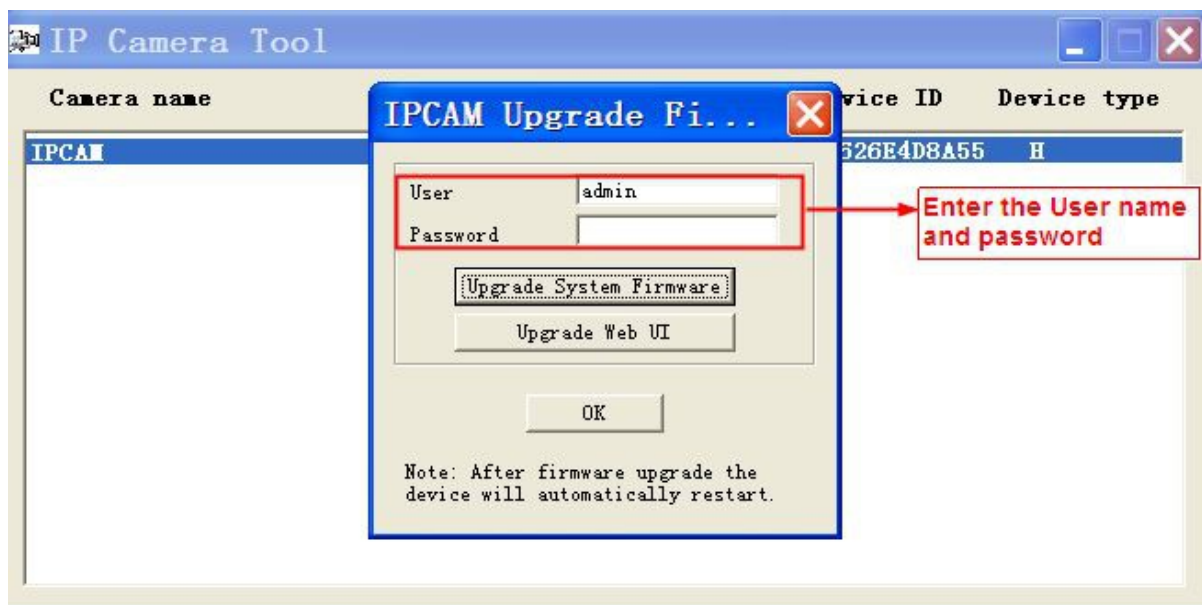 IP Camera Tool
Camera name
vice ID Device type
IPCAM
526E4D8A55 H
IPCAM Upgrade Fi...
User
admin
Password
Enter the User name
and password
Upgrade System Firmware
Upgrade Web UI
OK
Note: After firmware upgrade the
device will automatically restart.